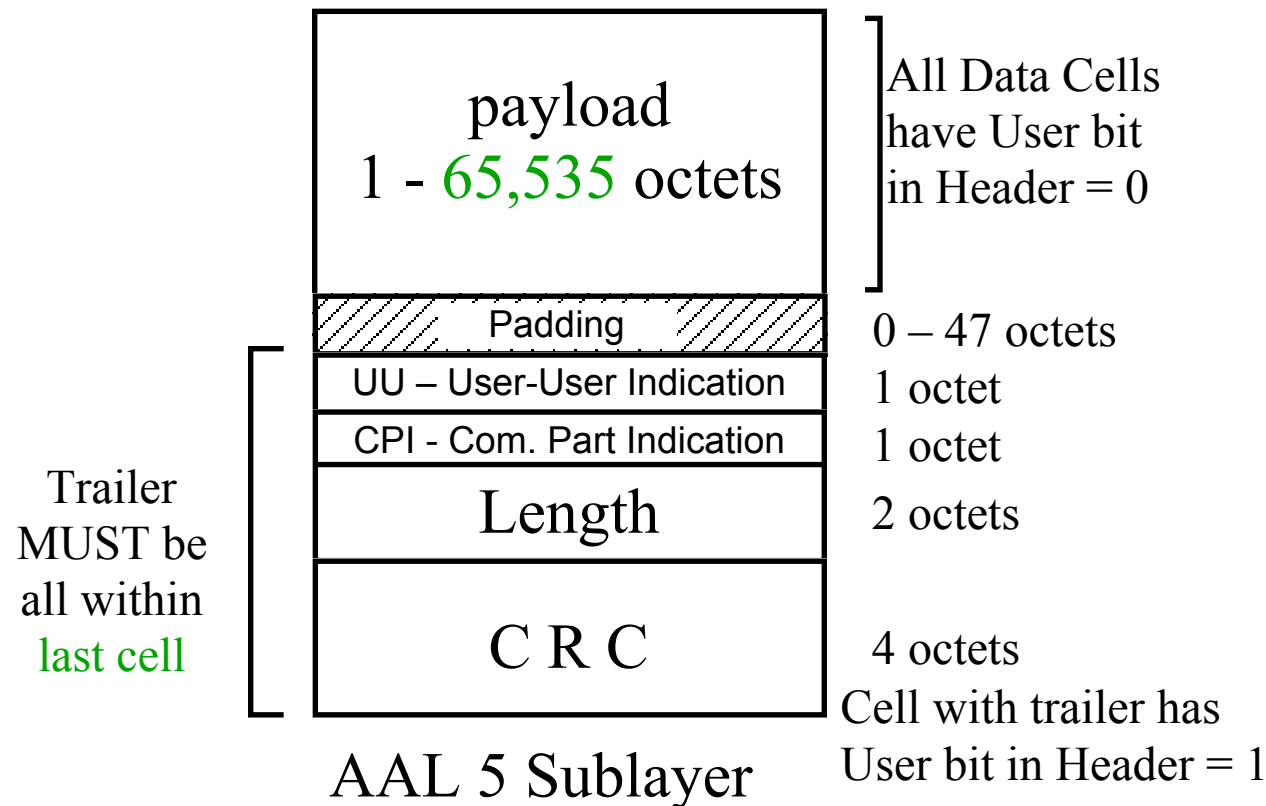 payload
1 - 65,535 octets
All Data Cells
have User bit
in Header = 0
Padding
0 – 47 octets
UU – User-User Indication
1 octet
CPI - Com. Part Indication
1 octet
Length
2 octets
Trailer
MUST be
all within
last cell
C R C
4 octets
Cell with trailer has
User bit in Header = 1
AAL 5 Sublayer